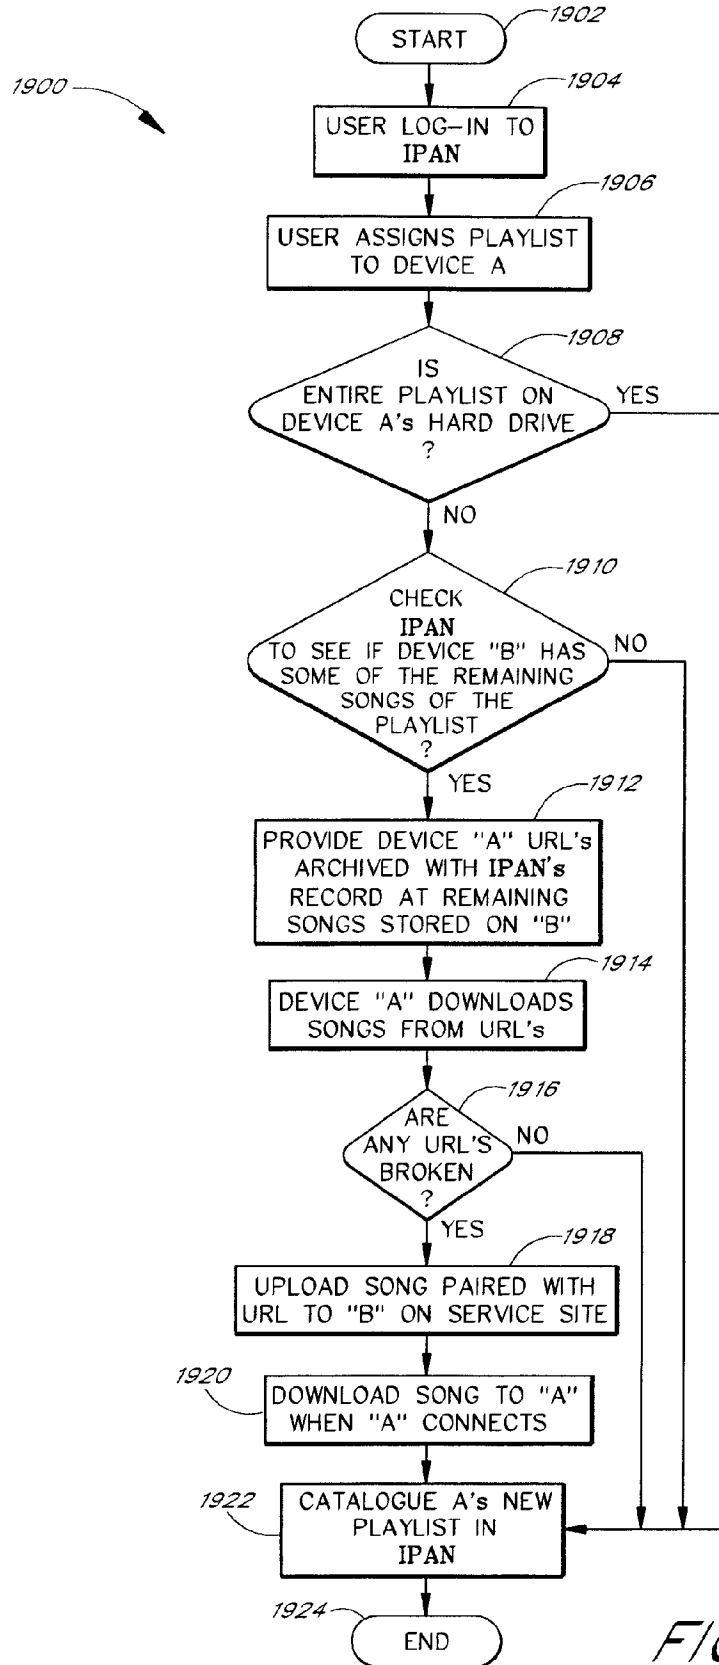 1902
START
1900
1904
USER LOG-IN TO
IPAN
1906
USER ASSIGNS PLAYLIST
TO DEVICE A
1908
IS
ENTIRE PLAYLIST ON
DEVICE A's HARD DRIVE
?
YES
NO
1910
CHECK
IPAN
TO SEE IF DEVICE "B" HAS
SOME OF THE REMAINING
SONGS OF THE
PLAYLIST
?
NO
YES
1912
PROVIDE DEVICE "A" URL's
ARCHIVED WITH IPAN's
RECORD AT REMAINING
SONGS STORED ON "B"
1914
DEVICE "A" DOWNLOADS
SONGS FROM URL's
1916
ARE
ANY URL'S
BROKEN
?
NO
YES
1918
UPLOAD SONG PAIRED WITH
URL TO "B" ON SERVICE SITE
1920
DOWNLOAD SONG TO "A"
WHEN "A" CONNECTS
1922
CATALOGUE A's NEW
PLAYLIST IN
IPAN
1924
END